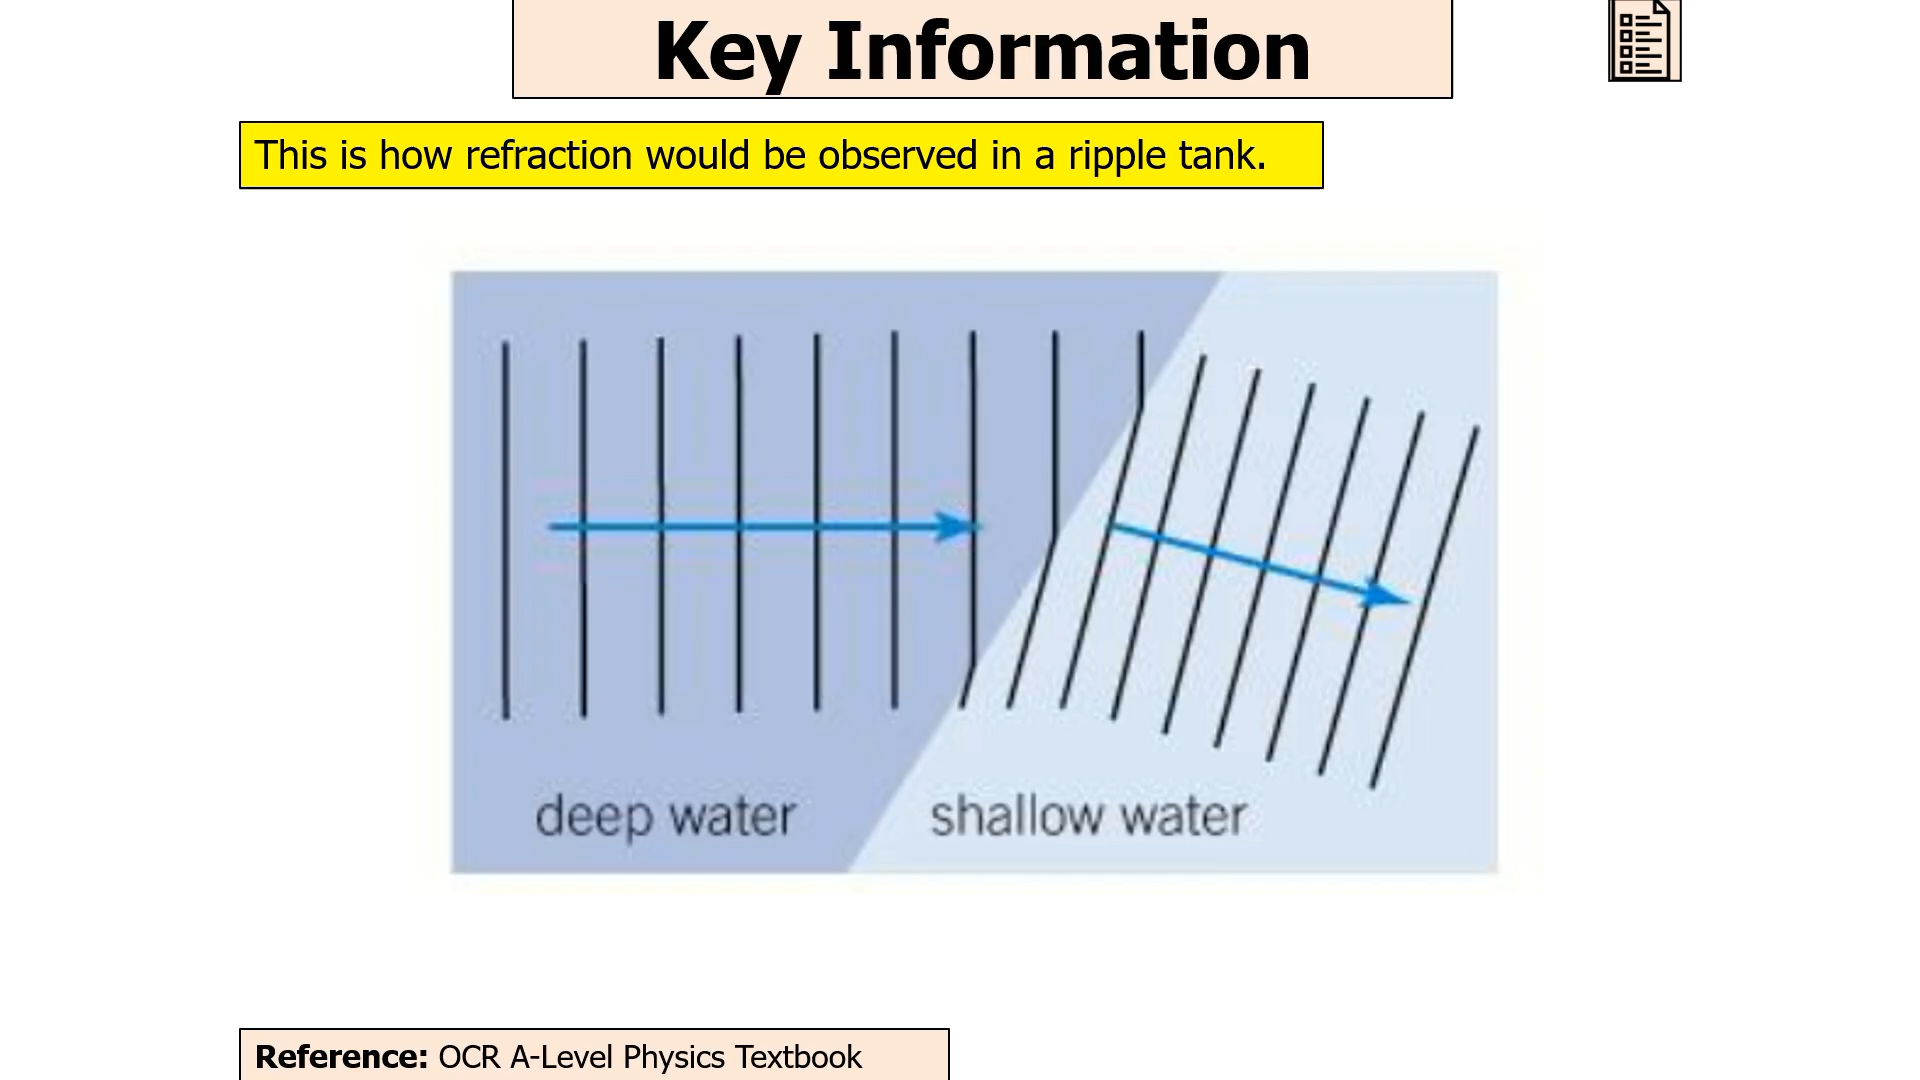 Key Information
This is how refraction would be observed in a ripple tank.
deep water
shallow water
Reference: OCR A-Level Physics Textbook